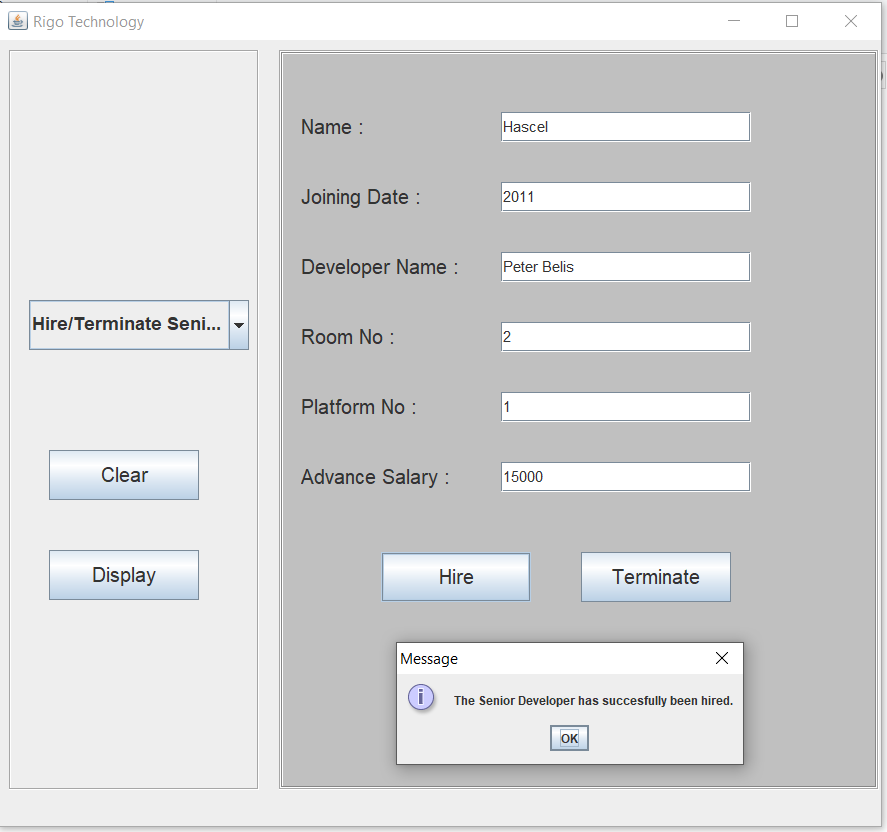 Rigo Technology
Name :
Hascel
Joining Date :
2011
Developer Name :
Peter Belis
Hire/Terminate Seni...
Room No :
2
Platform No :
1
Clear
Advance Salary :
15000
Display
Hire
Terminate
Message
The Senior Developer has succesfully been hired.
OK